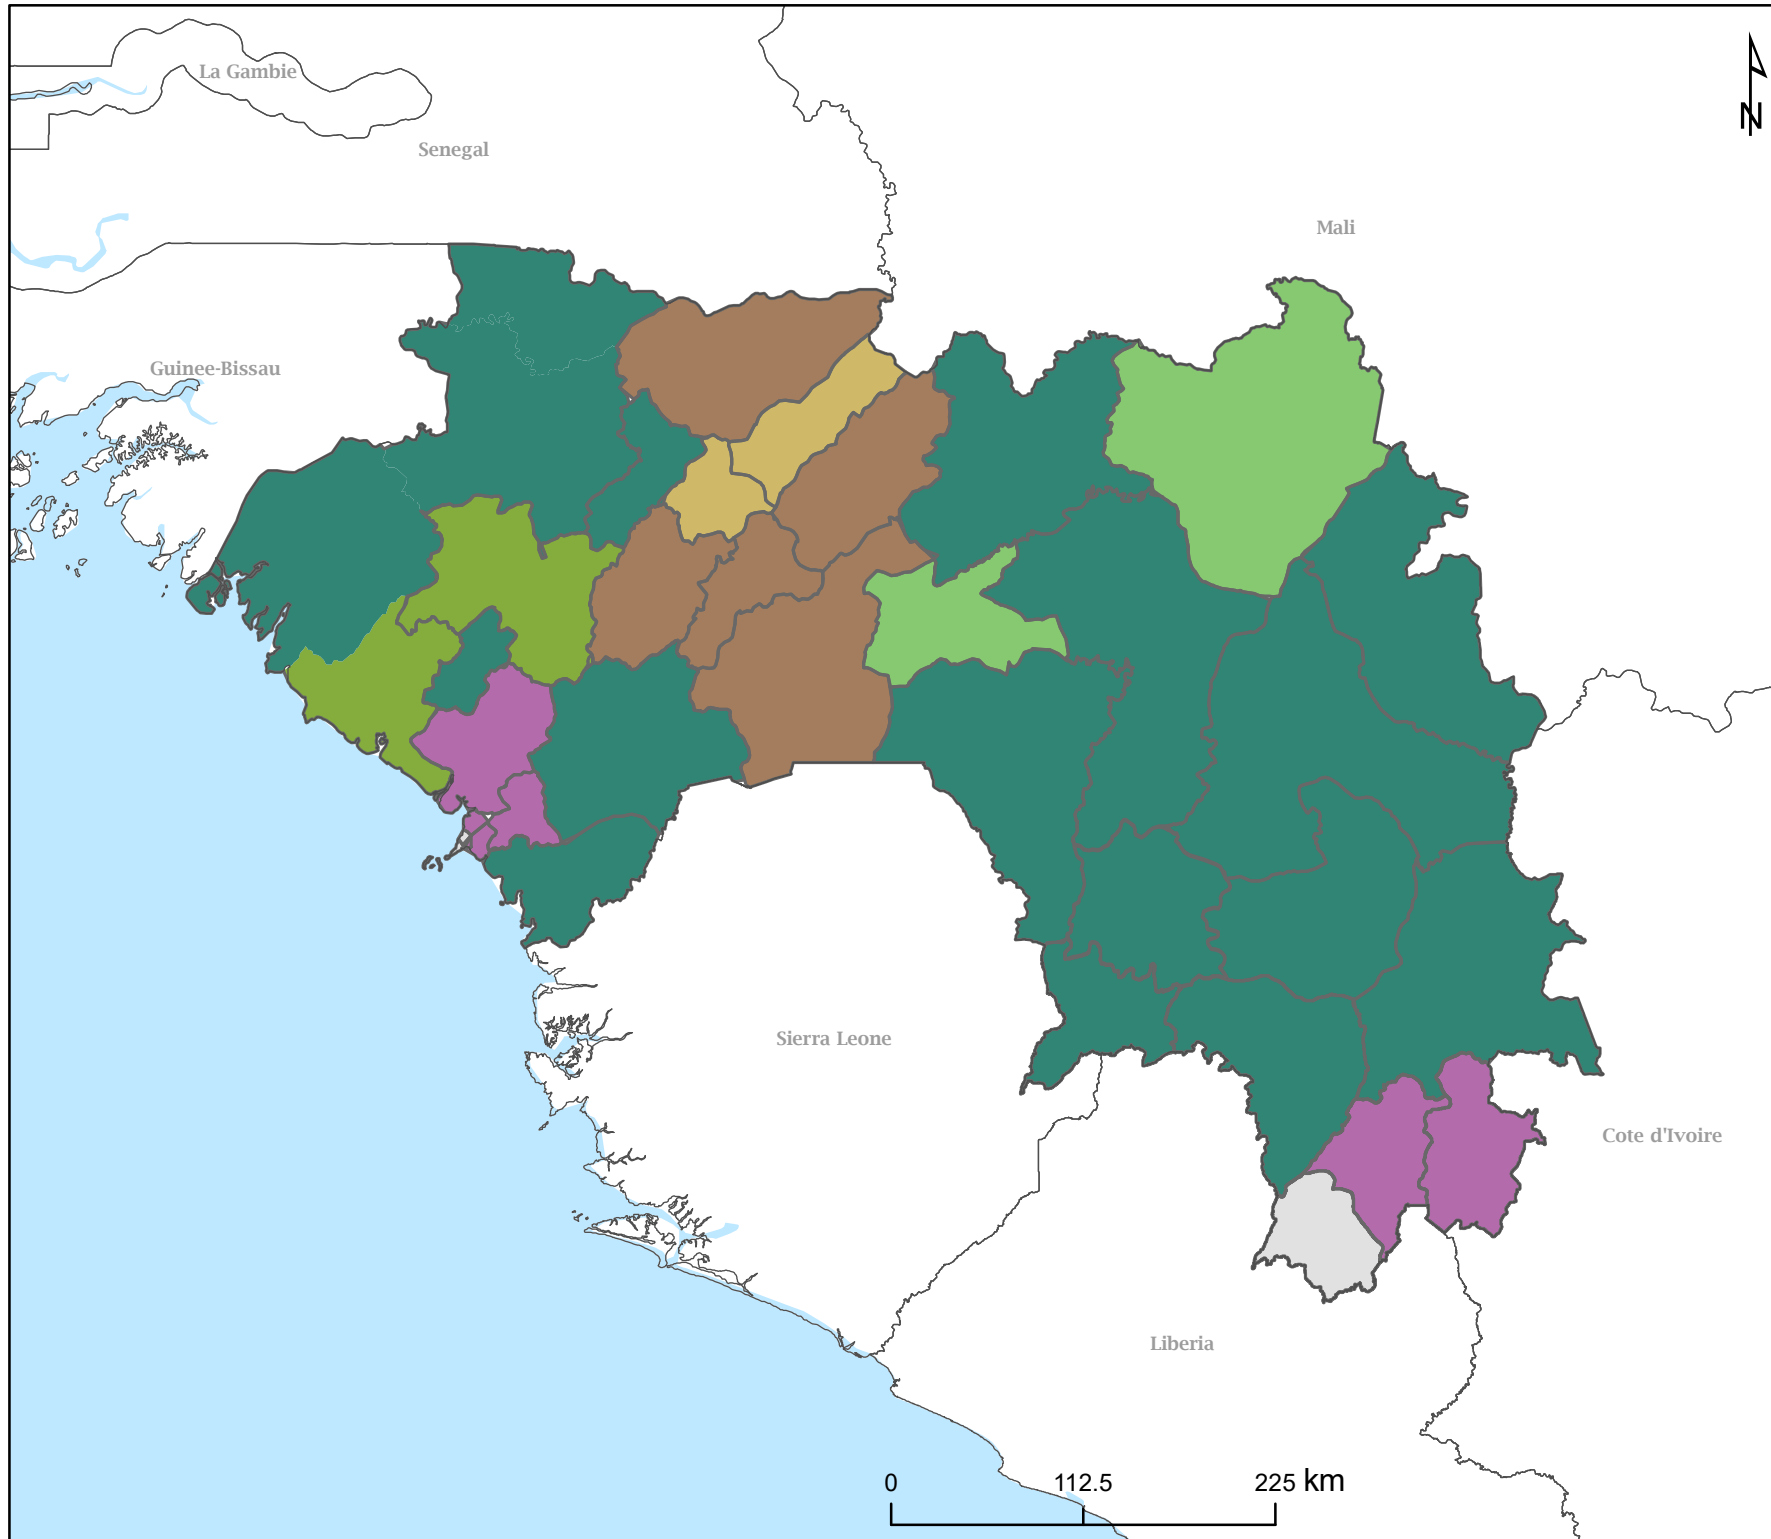 La Gambie
N
Senegal
Mali
Guinee-Bissau
Sierra Leone
Cote d'Ivoire
Liberia
0 112.5 225 km